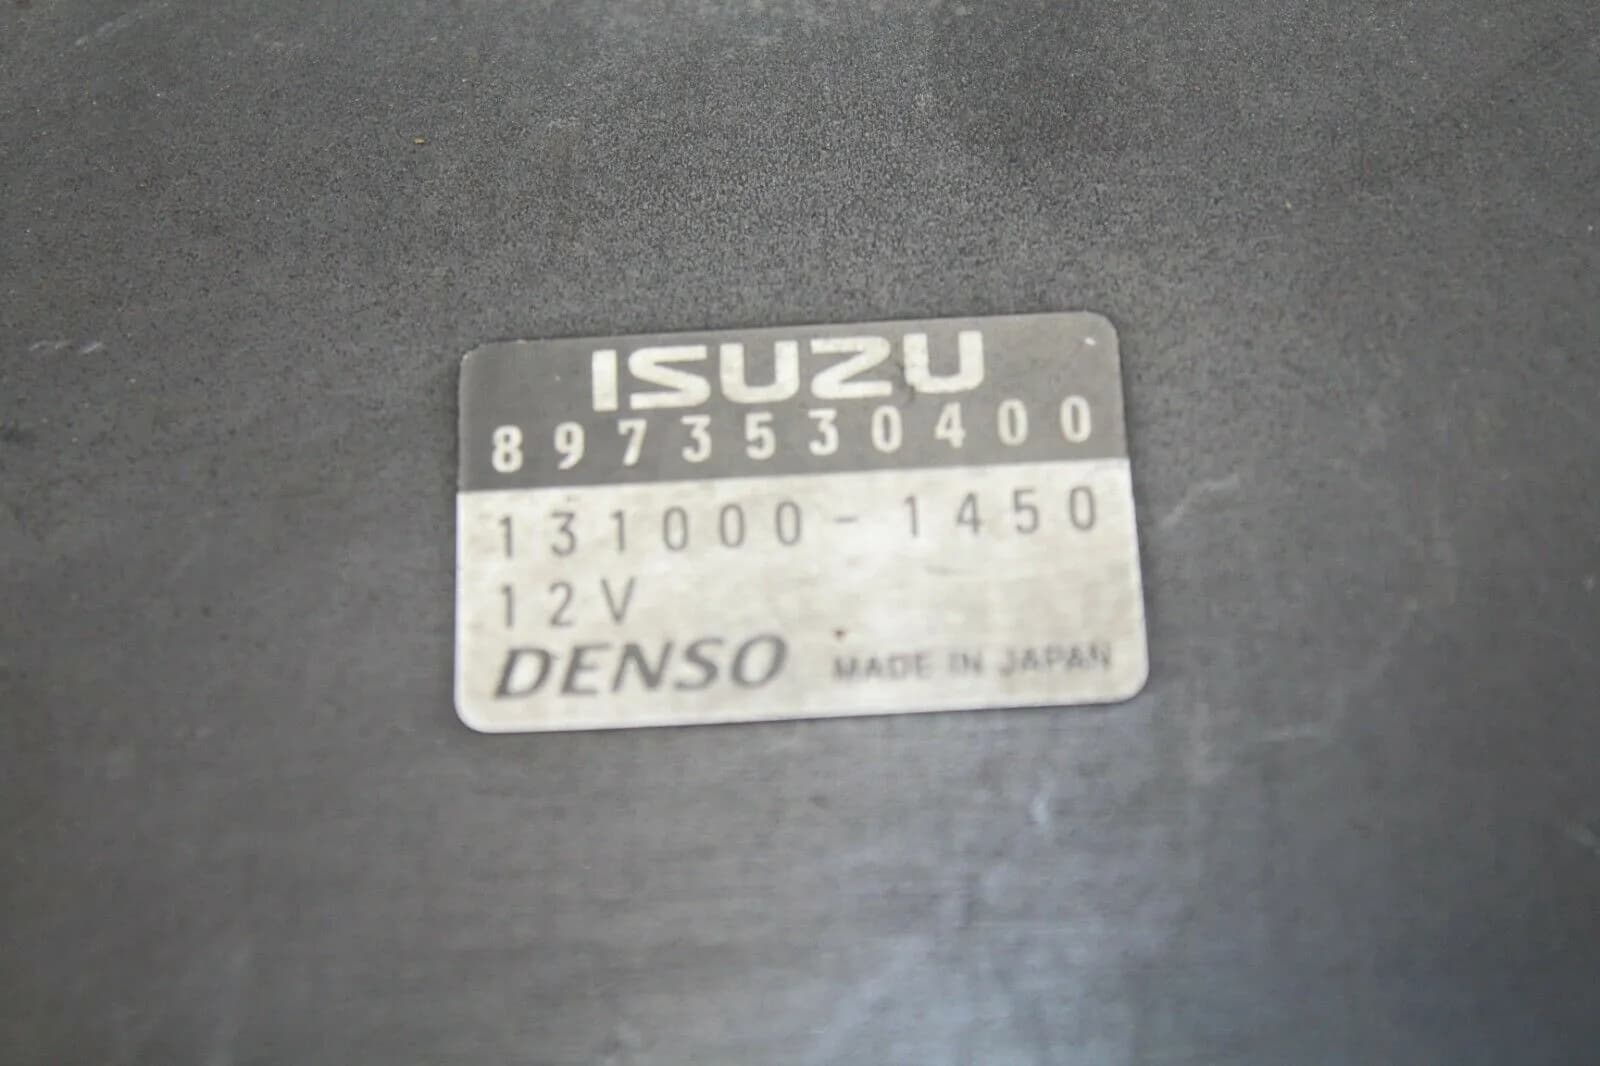 ISUZU
8973530400
131000-1450
12V
DENSO MADE IN JAPAN